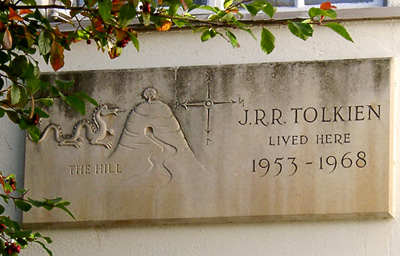 THE HILL
J.R.R. TOLKIEN
LIVED HERE
1953 - 1968